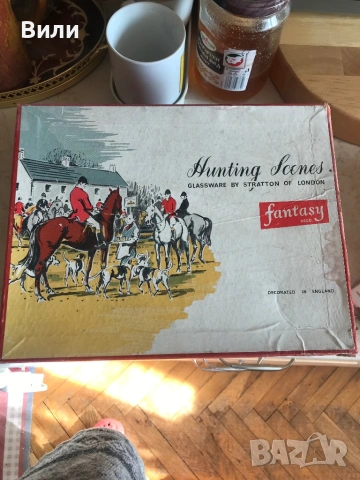 Вили
Hunting Scenes
GLASSWARE BY STRATTON OF LONDON
fantasy
DECORATED IN ENGLAND
BAZAR